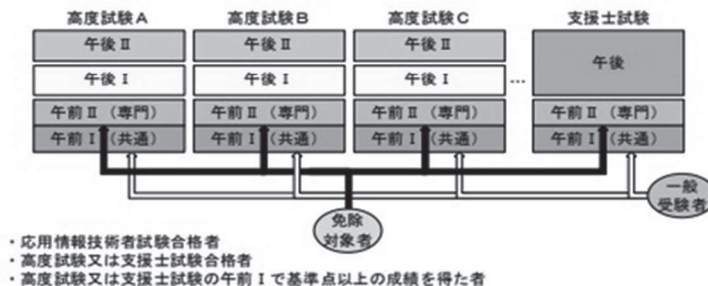 高度試験A 高度試験B 高度試験C 支援士試験
午後Ⅱ 午後Ⅱ 午後Ⅱ 午後
午後Ⅰ 午後Ⅰ 午後Ⅰ …
午前Ⅱ(専門) 午前Ⅱ(専門) 午前Ⅱ(専門) 午前Ⅱ(専門)
午前Ⅰ(共通) 午前Ⅰ(共通) 午前Ⅰ(共通) 午前Ⅰ(共通)
一般
受験者
免除
対象者
・応用情報技術者試験合格者
・高度試験又は支援士試験合格者
・高度試験又は支援士試験の午前Ⅰで基準点以上の成績を得た者